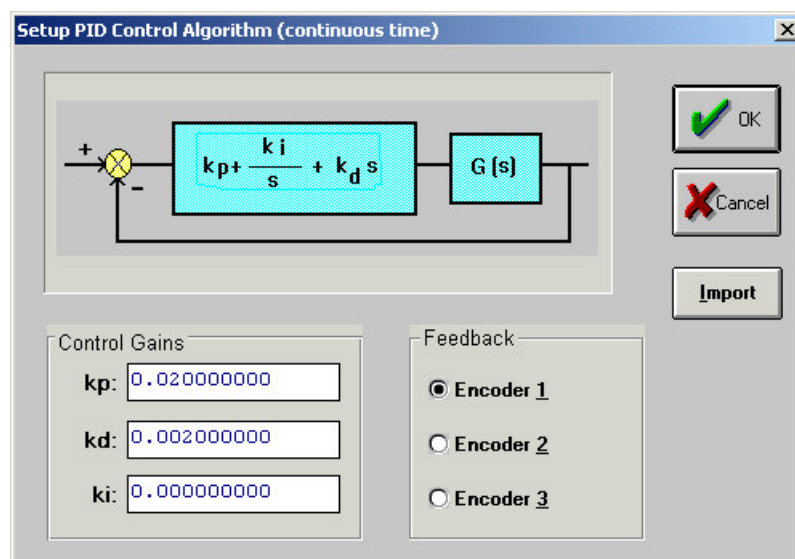 Setup PID Control Algorithm (continuous time)
+
-
kp+ ki/s + kd s
G(s)
OK
Cancel
Import
Control Gains
kp: 0.020000000
kd: 0.002000000
ki: 0.000000000
Feedback
Encoder 1
Encoder 2
Encoder 3